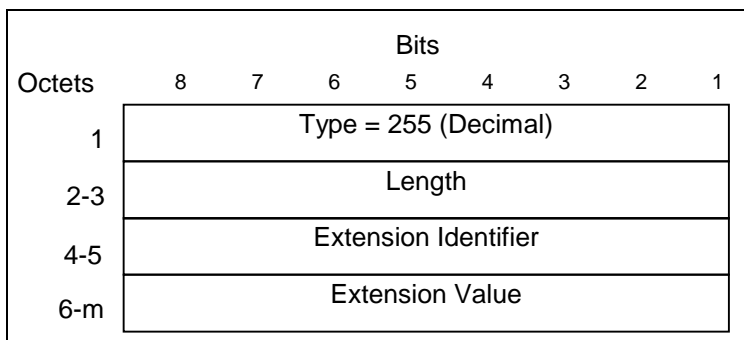 Bits
Octets 8 7 6 5 4 3 2 1
1 Type = 255 (Decimal)
2-3 Length
4-5 Extension Identifier
6-m Extension Value